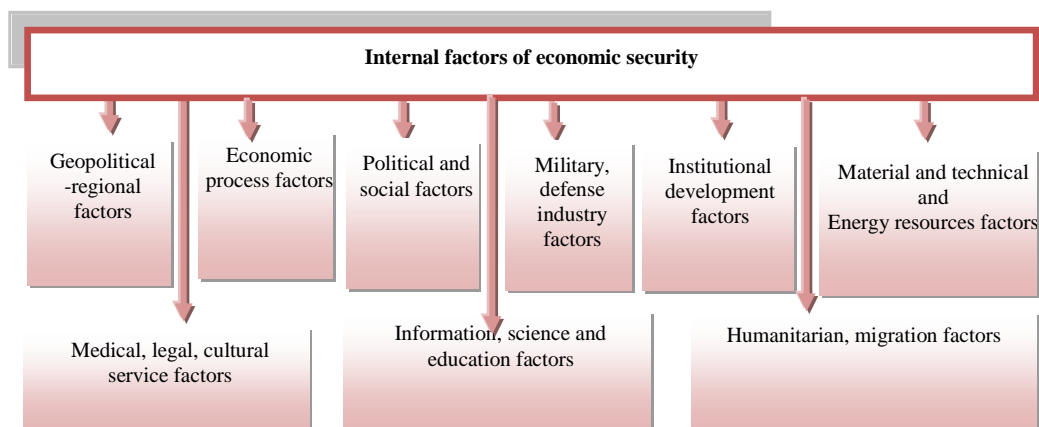 Internal factors of economic security
Geopolitical
-regional
factors
Economic
process factors
Political and
social factors
Military,
defense
industry
factors
Institutional
development
factors
Material and technical
and
Energy resources factors
Medical, legal, cultural
service factors
Information, science and
education factors
Humanitarian, migration factors